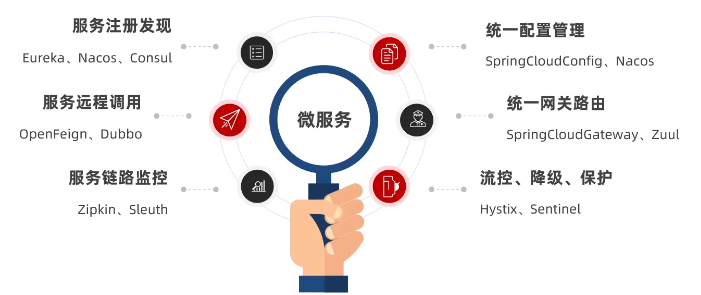 服务注册发现
Eureka、Nacos、Consul
服务远程调用
OpenFeign、Dubbo
服务链路监控
Zipkin、Sleuth
微服务
统一配置管理
SpringCloudConfig、Nacos
统一网关路由
SpringCloudGateway、Zuul
流控、降级、保护
Hystix、Sentinel